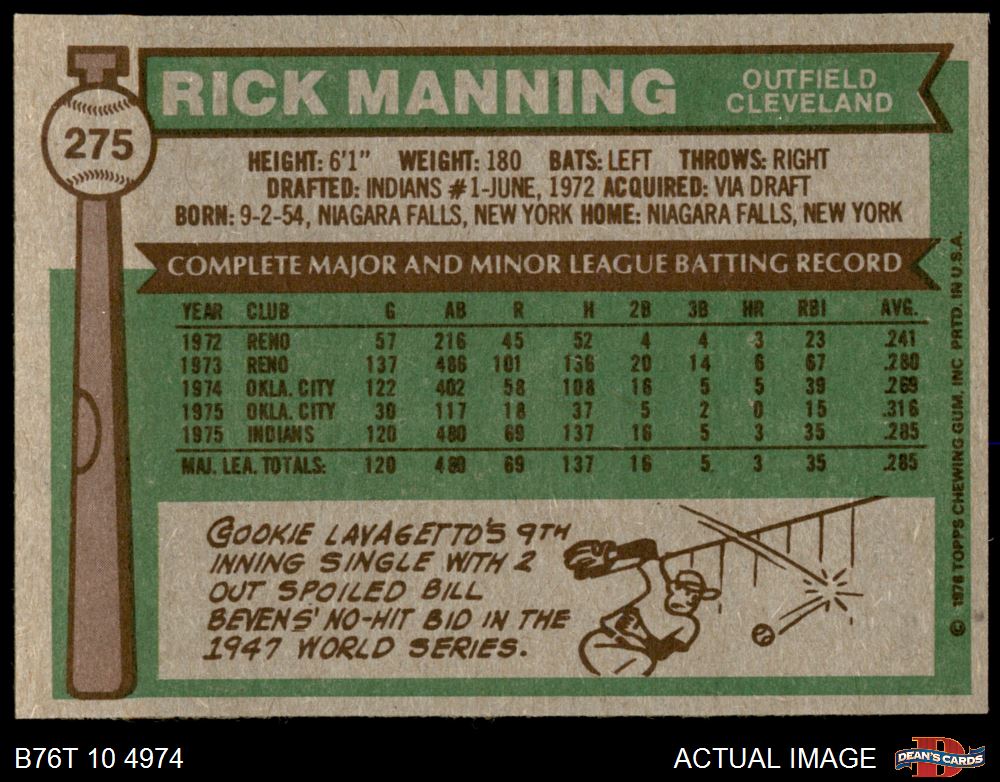 275
RICK MANNING
OUTFIELD
CLEVELAND
HEIGHT: 6'1" WEIGHT: 180 BATS: LEFT THROWS: RIGHT
DRAFTED: INDIANS #1-JUNE, 1972 ACQUIRED: VIA DRAFT
BORN: 9-2-54, NIAGARA FALLS, NEW YORK HOME: NIAGARA FALLS, NEW YORK
COMPLETE MAJOR AND MINOR LEAGUE BATTING RECORD
YEAR CLUB G AB R H 2B 3B HR RBI AVG.
1972 RENO 57 216 45 52 4 4 3 23 .241
1973 RENO 137 486 101 136 20 14 6 67 .280
1974 OKLA. CITY 122 402 58 108 16 5 5 39 .269
1975 OKLA. CITY 30 117 18 37 5 2 0 15 .316
1975 INDIANS 120 480 69 137 16 5 3 35 .285
MAJ. LEA. TOTALS: 120 480 69 137 16 5 3 35 .285
COOKIE LAVAGETTO'S 9TH
INNING SINGLE WITH 2
OUT SPOILED BILL
BEVENS' NO-HIT BID IN THE
1947 WORLD SERIES.
© 1976 TOPPS CHEWING GUM, INC PRTD. IN U.S.A.
B76T 10 4974
ACTUAL IMAGE
D
DEAN'S CARDS